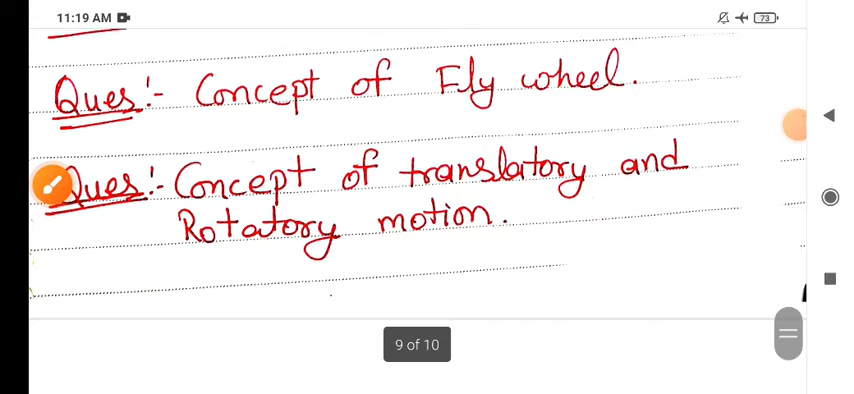 11:19 AM
73
Ques:- Concept of Fly wheel.
Ques:- Concept of translatory and
Rotatory motion.
9 of 10